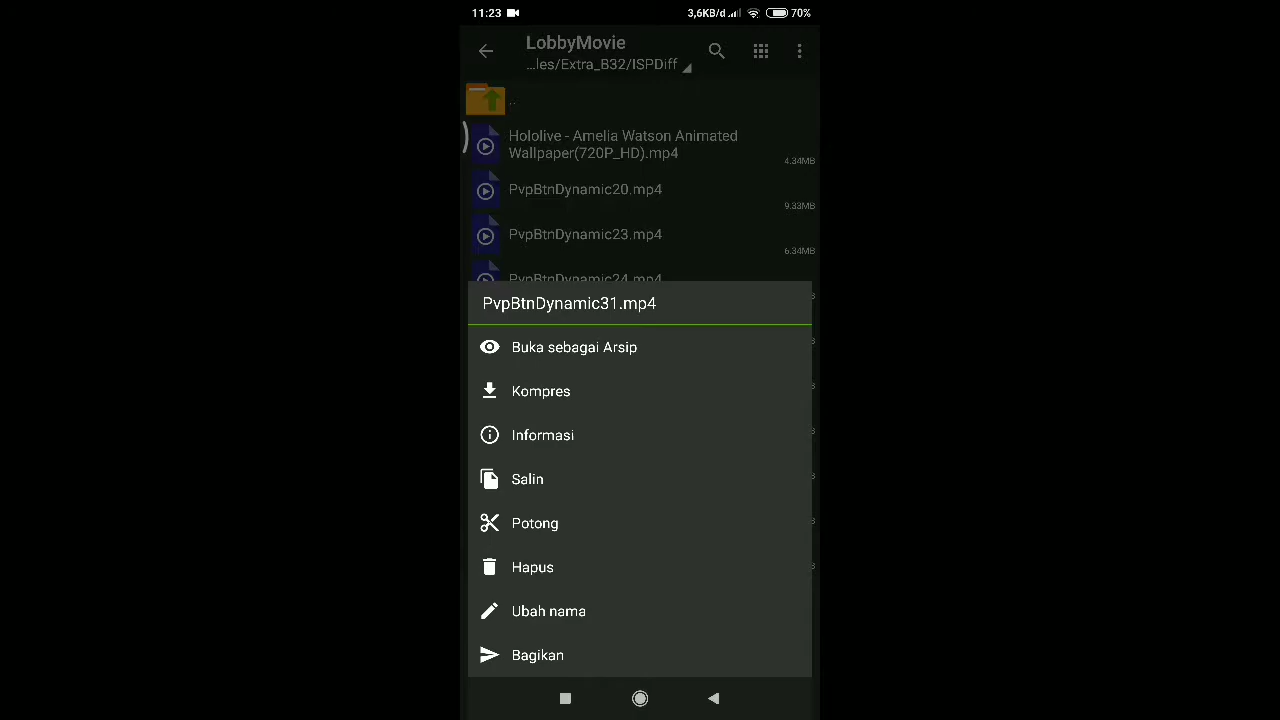 11:23
3,6KB/d
70%
LobbyMovie
...les/Extra_B32/ISPDiff
..
Hololive - Amelia Watson Animated
Wallpaper(720P_HD).mp4
4.34MB
PvpBtnDynamic20.mp4
9.33MB
PvpBtnDynamic23.mp4
6.34MB
PvpBtnDynamic24.mp4
PvpBtnDynamic31.mp4
Buka sebagai Arsip
Kompres
Informasi
Salin
Potong
Hapus
Ubah nama
Bagikan